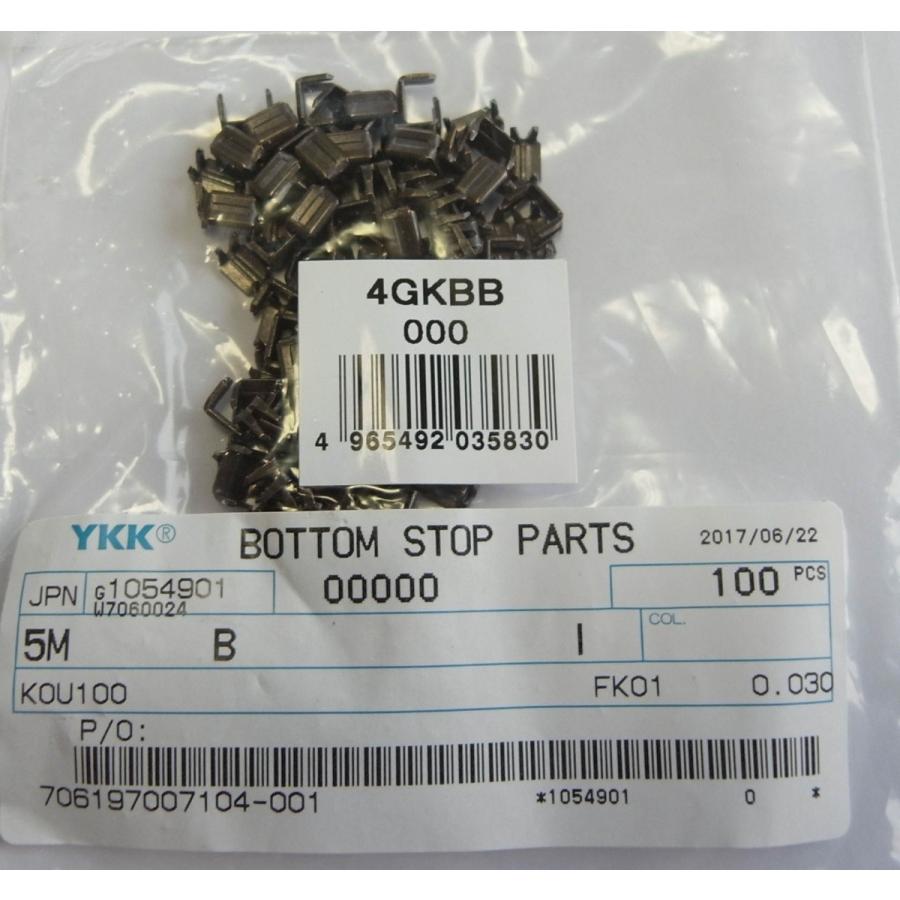 4GKBB
000
4 965492 035830
YKK® BOTTOM STOP PARTS 2017/06/22
JPN G1054901 00000 100 PCS
W7060024
5M B I COL.
KOU100 FK01 0.030
P/O:
706197007104-001 *1054901 0 *